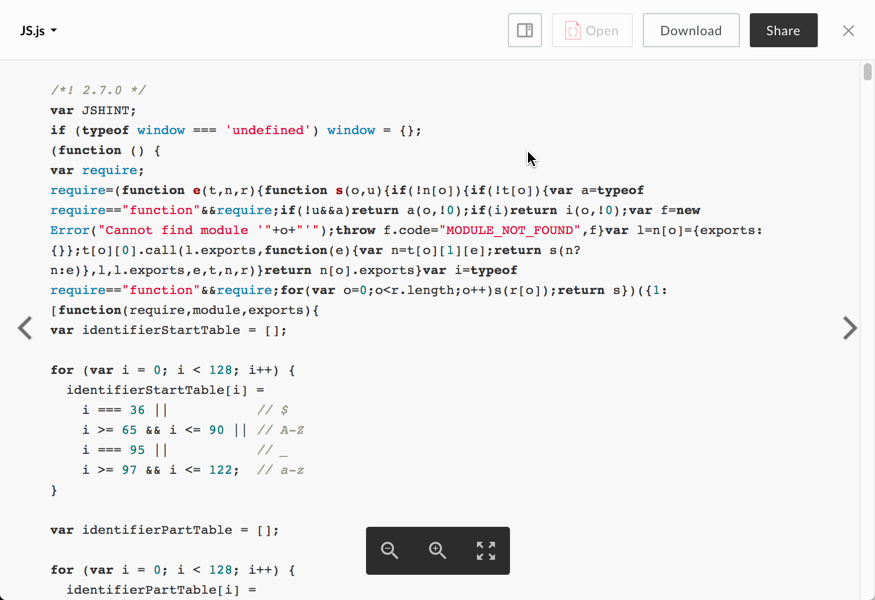 JS.js
Open
Download
Share
/*! 2.7.0 */
var JSHINT;
if (typeof window === 'undefined') window = {};
(function () {
var require;
require=(function e(t,n,r){function s(o,u){if(!n[o]){if(!t[o]){var a=typeof
require=="function"&&require;if(!u&&a)return a(o,!0);if(i)return i(o,!0);var f=new
Error("Cannot find module '"+o+"'");throw f.code="MODULE_NOT_FOUND",f}var l=n[o]={exports:
{}};t[o][0].call(l.exports,function(e){var n=t[o][1][e];return s(n?
n:e)},l,l.exports,e,t,n,r)}return n[o].exports}var i=typeof
require=="function"&&require;for(var o=0;o<r.length;o++)s(r[o]);return s})({1:
[function(require,module,exports){
var identifierStartTable = [];
for (var i = 0; i < 128; i++) {
identifierStartTable[i] =
i === 36 ||           // $
i >= 65 && i <= 90 || // A-Z
i === 95 ||           // _
i >= 97 && i <= 122;  // a-z
}
var identifierPartTable = [];
for (var i = 0; i < 128; i++) {
identifierPartTable[i] =